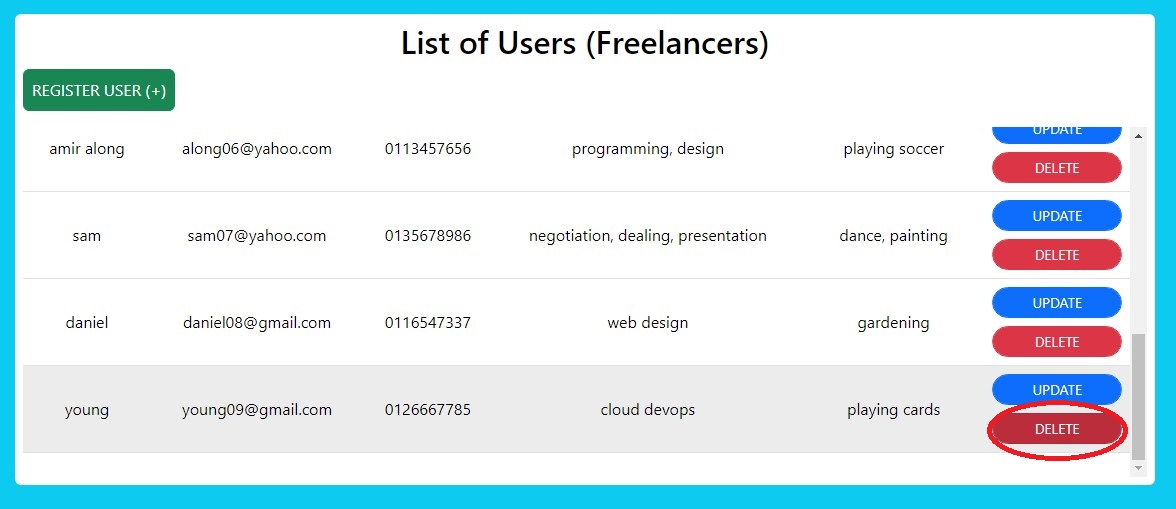 List of Users (Freelancers)
REGISTER USER (+)
UPDATE
amir along along06@yahoo.com 0113457656 programming, design playing soccer
DELETE
UPDATE
sam sam07@yahoo.com 0135678986 negotiation, dealing, presentation dance, painting
DELETE
UPDATE
daniel daniel08@gmail.com 0116547337 web design gardening
DELETE
UPDATE
young young09@gmail.com 0126667785 cloud devops playing cards
DELETE